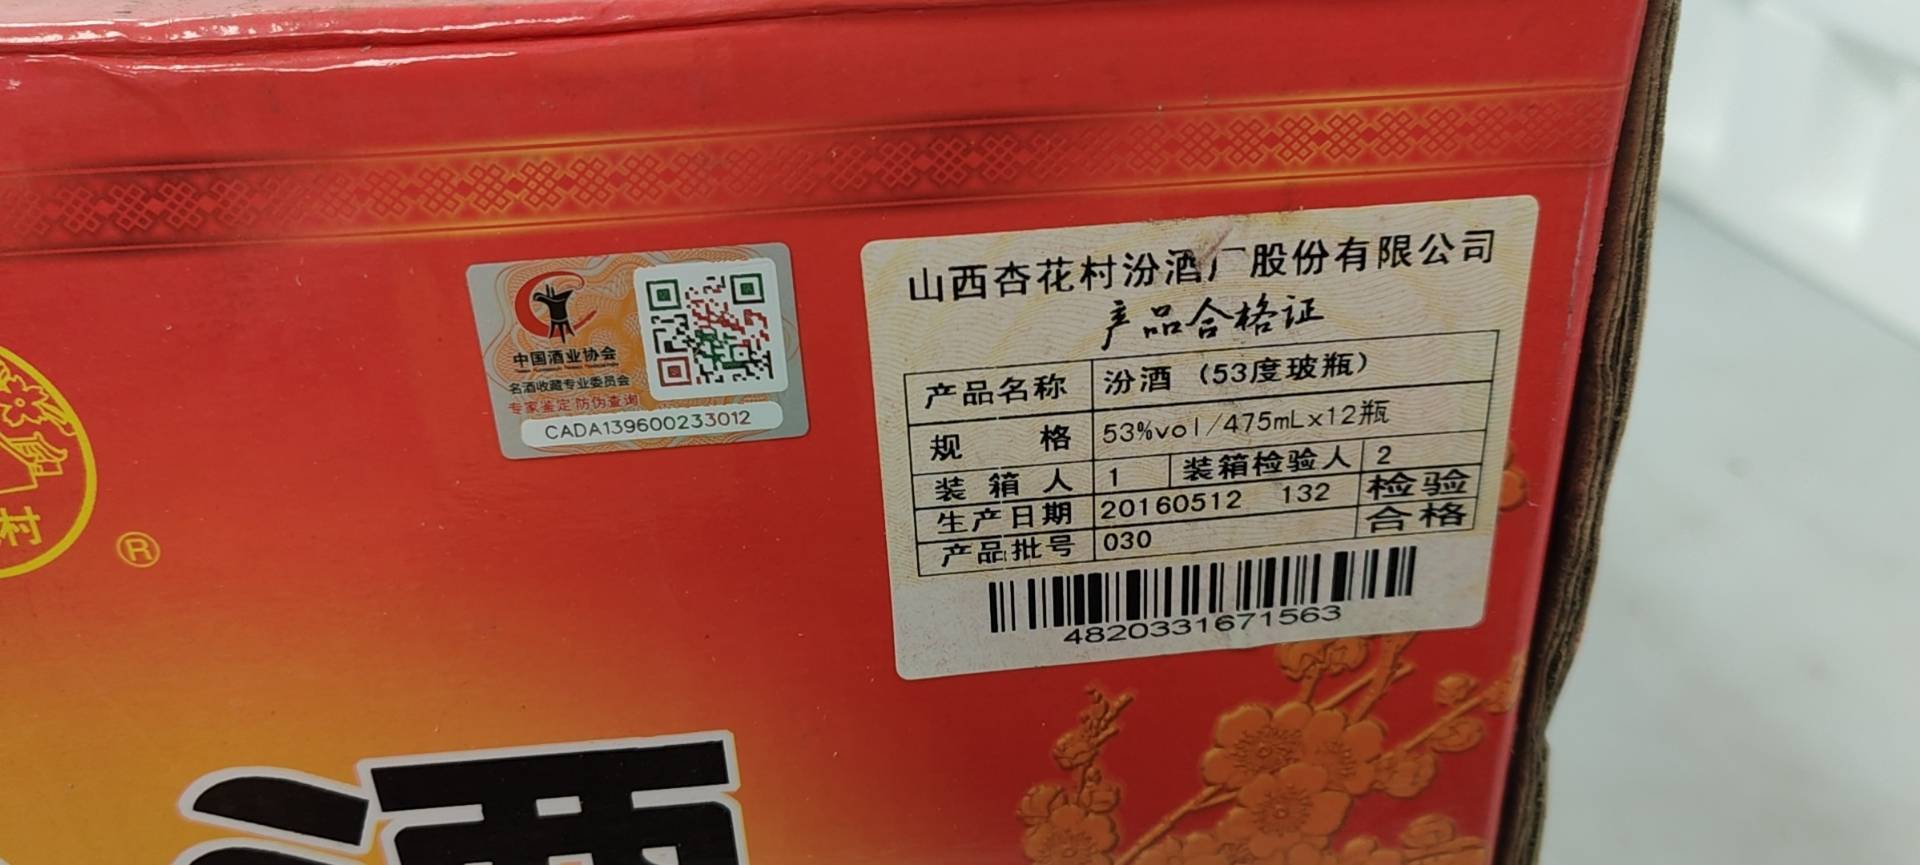 中国酒业协会
名酒收藏专业委员会
专家鉴定 防伪查询
CADA139600233012
山西杏花村汾酒厂股份有限公司
产品合格证
产品名称 汾酒（53度玻瓶）
规 格 53%vol/475mLx12瓶
装箱人 1 装箱检验人 2
生产日期 20160512 132 检验
产品批号 030 合格
4820331671563
村
®
酒